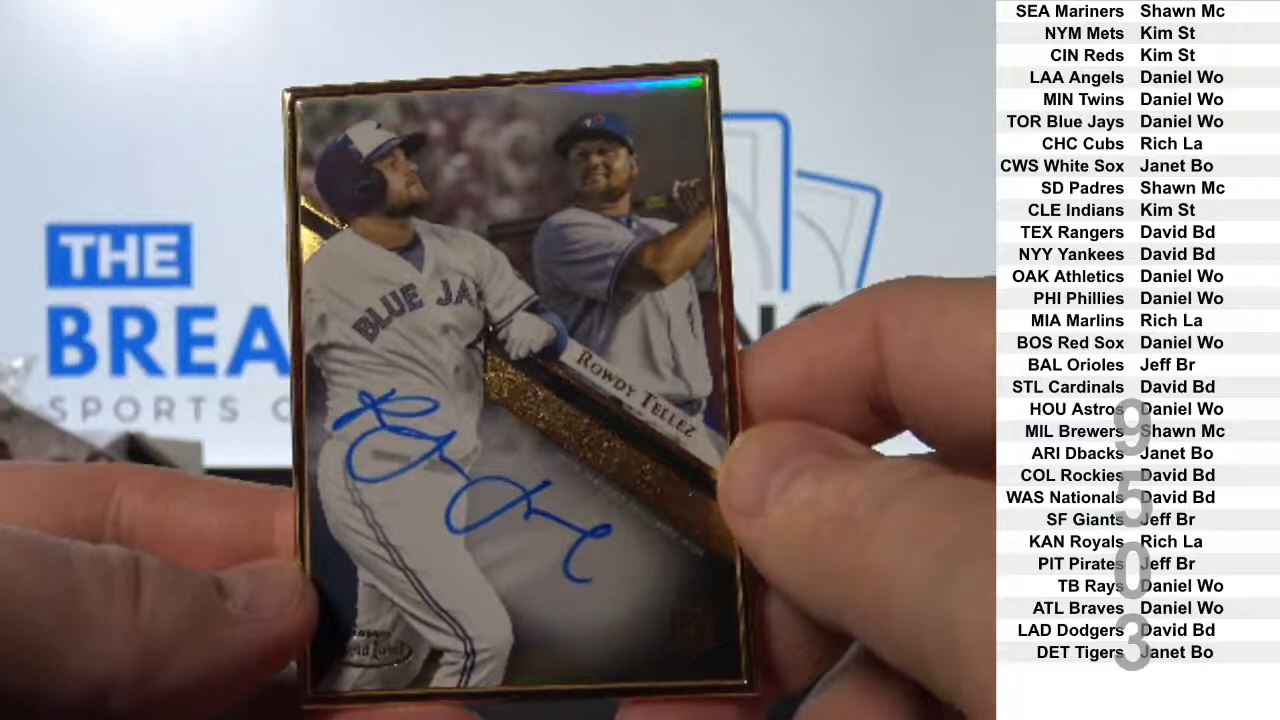 THE
BREA
SPORTS C
BLUE JA
ROWDY TELLEZ
Gold Label
SEA Mariners Shawn Mc
NYM Mets Kim St
CIN Reds Kim St
LAA Angels Daniel Wo
MIN Twins Daniel Wo
TOR Blue Jays Daniel Wo
CHC Cubs Rich La
CWS White Sox Janet Bo
SD Padres Shawn Mc
CLE Indians Kim St
TEX Rangers David Bd
NYY Yankees David Bd
OAK Athletics Daniel Wo
PHI Phillies Daniel Wo
MIA Marlins Rich La
BOS Red Sox Daniel Wo
BAL Orioles Jeff Br
STL Cardinals David Bd
HOU Astros Daniel Wo
MIL Brewers Shawn Mc
ARI Dbacks Janet Bo
COL Rockies David Bd
WAS Nationals David Bd
SF Giants Jeff Br
KAN Royals Rich La
PIT Pirates Jeff Br
TB Rays Daniel Wo
ATL Braves Daniel Wo
LAD Dodgers David Bd
DET Tigers Janet Bo
9503